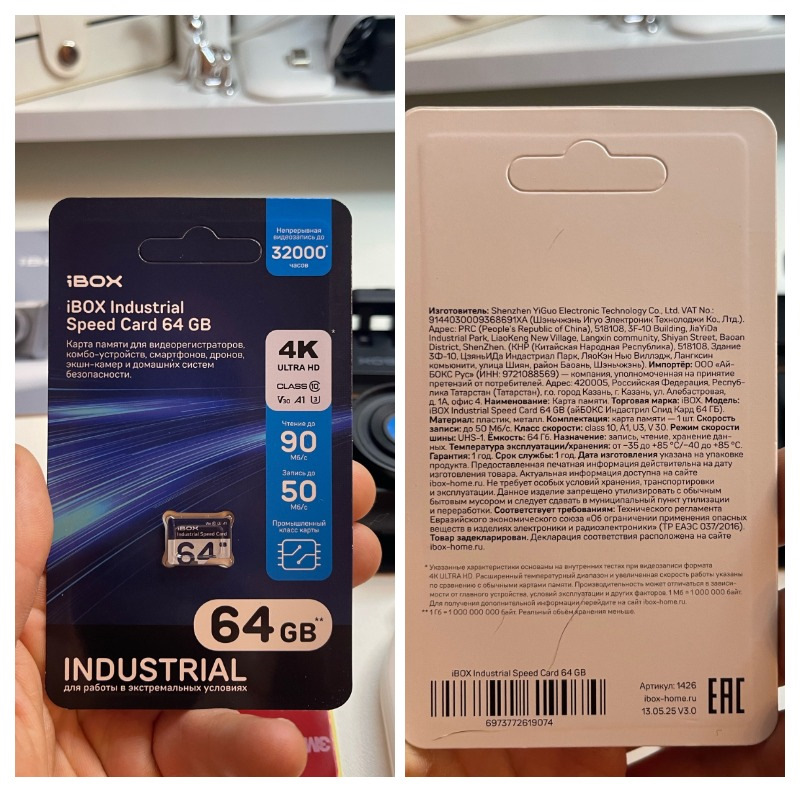 Непрерывная
видеозапись до
32000*
часов
iBOX
iBOX Industrial
Speed Card 64 GB
Карта памяти для видеорегистраторов,
комбо-устройств, смартфонов, дронов,
экшн-камер и домашних систем
безопасности.
*
4K
ULTRA HD
CLASS 10
V30 A1 U3
Чтение до
90
Мб/с
Запись до
50
Мб/с
Промышленный
класс карты
iBOX
Industrial Speed Card
64 GB
64 GB**
INDUSTRIAL
для работы в экстремальных условиях
3M
Изготовитель: Shenzhen YiGuo Electronic Technology Co., Ltd. VAT No.:
9144030009368691XA (Шэньчжэнь Игуо Электроник Технолоджи Ко., Лтд.).
Адрес: PRC (People's Republic of China), 518108, 3F-10 Building, JiaYiDa
Industrial Park, LiaoKeng New Village, Langxin community, Shiyan Street, Baoan
District, ShenZhen. (КНР (Китайская Народная Республика), 518108, Здание
3Ф-10, ЦзяньИДа Индастриал Парк, ЛяоКэн Нью Виллэдж, Лангксин
комьюнити, улица Шиян, район Баоань, Шэньчжэнь). Импортёр: ООО «Ай-
БОКС Рус» (ИНН: 9721088569) — компания, уполномоченная на принятие
претензий от потребителей. Адрес: 420005, Российская Федерация, Респуб-
лика Татарстан (Татарстан), г.о. город Казань, г. Казань, ул. Алебастровая,
д. 1А, офис 4. Наименование: Карта памяти. Торговая марка: iBOX. Модель:
iBOX Industrial Speed Card 64 GB (айБОКС Индастрил Спид Кард 64 ГБ).
Материал: пластик, металл. Комплектация: карта памяти — 1 шт. Скорость
записи: до 50 Мб/с. Класс скорости: class 10, A1, U3, V 30. Режим скорости
шины: UHS-1. Ёмкость: 64 Гб. Назначение: запись, чтение, хранение дан-
ных. Температура эксплуатации/хранения: от −35 до +85 °C/−40 до +85 °C.
Гарантия: 1 год. Срок службы: 1 год. Дата изготовления указана на упаковке
продукта. Предоставленная печатная информация действительна на дату
изготовления товара. Актуальная информация доступна на сайте
ibox-home.ru. Не требует особых условий хранения, транспортировки
и эксплуатации. Данное изделие запрещено утилизировать с обычным
бытовым мусором и следует сдавать в муниципальный пункт утилизации
и переработки. Соответствует требованиям: Технического регламента
Евразийского экономического союза «Об ограничении применения опасных
веществ в изделиях электроники и радиоэлектроники» (ТР ЕАЭС 037/2016).
Товар задекларирован. Декларация соответствия расположена на сайте
ibox-home.ru.
* Указанные характеристики основаны на внутренних тестах при видеозаписи формата
4K ULTRA HD. Расширенный температурный диапазон и увеличенная скорость работы указаны
по сравнению с обычными картами памяти. Производительность может отличаться в зависи-
мости от главного устройства, условий эксплуатации и других факторов. 1 Мб = 1 000 000 байт.
Для получения дополнительной информации перейдите на сайт ibox-home.ru.
** 1 Гб = 1 000 000 000 байт. Реальный объём хранения меньше.
iBOX Industrial Speed Card 64 GB
6973772619074
Артикул: 1426
ibox-home.ru
13.05.25 V3.0
EAC